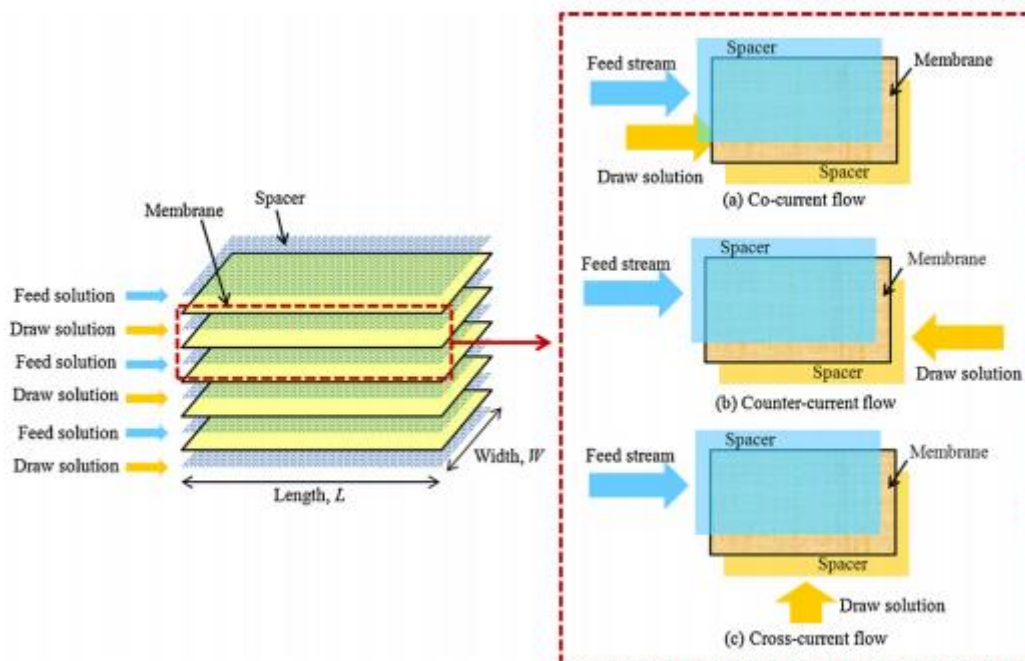 Spacer
Membrane
Feed solution
Draw solution
Feed solution
Draw solution
Feed solution
Draw solution
Width, W
Length, L
Spacer
Feed stream
Membrane
Draw solution
Spacer
(a) Co-current flow
Spacer
Feed stream
Membrane
Spacer
Draw solution
(b) Counter-current flow
Spacer
Feed stream
Membrane
Spacer
Draw solution
(c) Cross-current flow